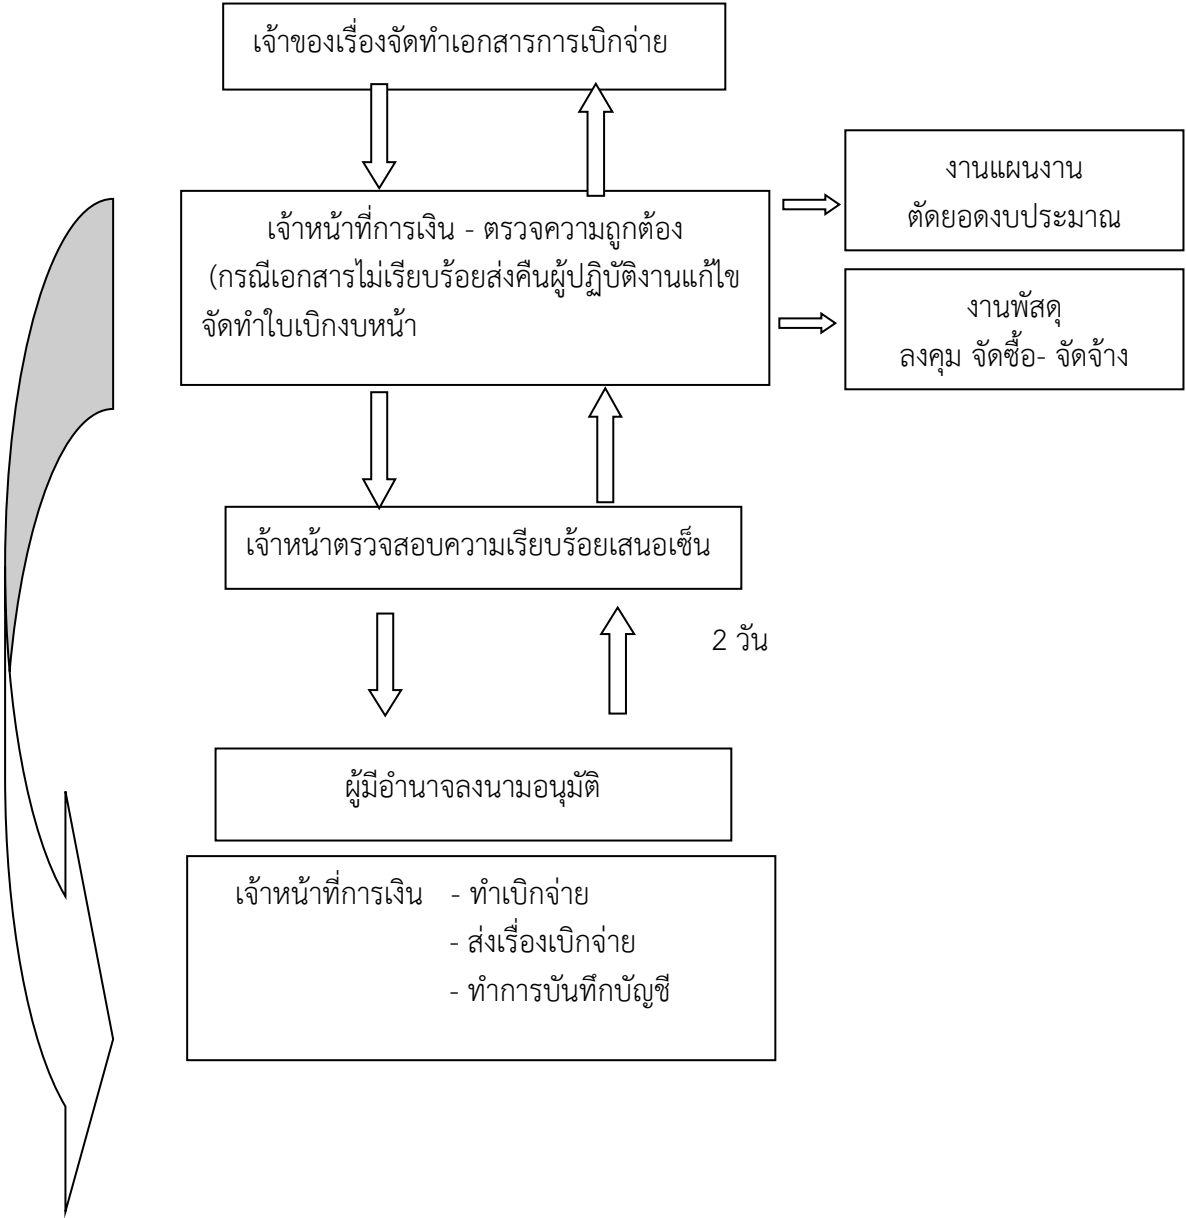 เจ้าของเรื่องจัดทำเอกสารการเบิกจ่าย
เจ้าหน้าที่การเงิน - ตรวจความถูกต้อง
(กรณีเอกสารไม่เรียบร้อยส่งคืนผู้ปฏิบัติงานแก้ไข
จัดทำใบเบิกงบหน้า
งานแผนงาน
ตัดยอดงบประมาณ
งานพัสดุ
ลงคุม จัดซื้อ- จัดจ้าง
เจ้าหน้าตรวจสอบความเรียบร้อยเสนอเซ็น
2 วัน
ผู้มีอำนาจลงนามอนุมัติ
เจ้าหน้าที่การเงิน - ทำเบิกจ่าย
- ส่งเรื่องเบิกจ่าย
- ทำการบันทึกบัญชี